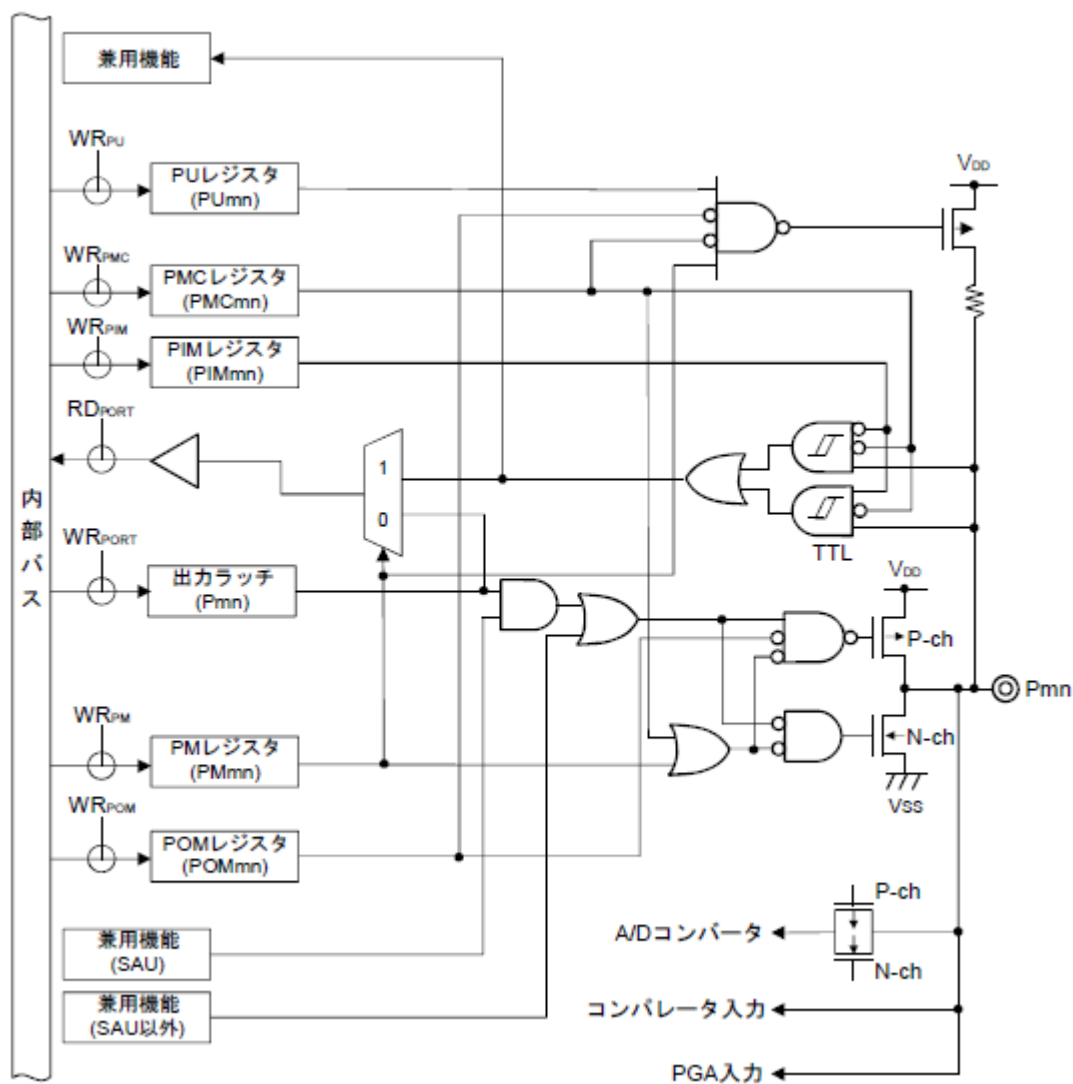 兼用機能
WRPU
PUレジスタ
(PUmn)
VDD
WRPMC
PMCレジスタ
(PMCmn)
WRPIM
PIMレジスタ
(PIMmn)
RDPORT
1
0
TTL
内部バス
WRPORT
出力ラッチ
(Pmn)
VDD
P-ch
Pmn
N-ch
VSS
WRPM
PMレジスタ
(PMmn)
WRPOM
POMレジスタ
(POMmn)
P-ch
A/Dコンバータ
N-ch
兼用機能
(SAU)
兼用機能
(SAU以外)
コンパレータ入力
PGA入力